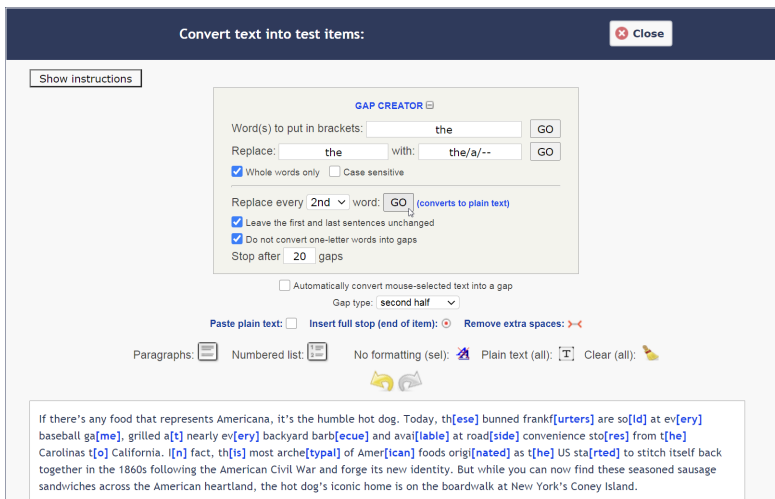 Convert text into test items:
Close
Show instructions
GAP CREATOR
Word(s) to put in brackets: the GO
Replace: the with: the/a/-- GO
Whole words only Case sensitive
Replace every 2nd word: GO (converts to plain text)
Leave the first and last sentences unchanged
Do not convert one-letter words into gaps
Stop after 20 gaps
Automatically convert mouse-selected text into a gap
Gap type: second half
Paste plain text: Insert full stop (end of item): Remove extra spaces:
Paragraphs: Numbered list: No formatting (sel): Plain text (all): T Clear (all):
If there's any food that represents Americana, it's the humble hot dog. Today, th[ese] bunned frankf[urters] are so[ld] at ev[ery]
baseball ga[me], grilled a[t] nearly ev[ery] backyard barb[ecue] and avai[lable] at road[side] convenience sto[res] from t[he]
Carolinas t[o] California. I[n] fact, th[is] most arche[typal] of Amer[ican] foods origi[nated] as t[he] US sta[rted] to stitch itself back
together in the 1860s following the American Civil War and forge its new identity. But while you can now find these seasoned sausage
sandwiches across the American heartland, the hot dog's iconic home is on the boardwalk at New York's Coney Island.